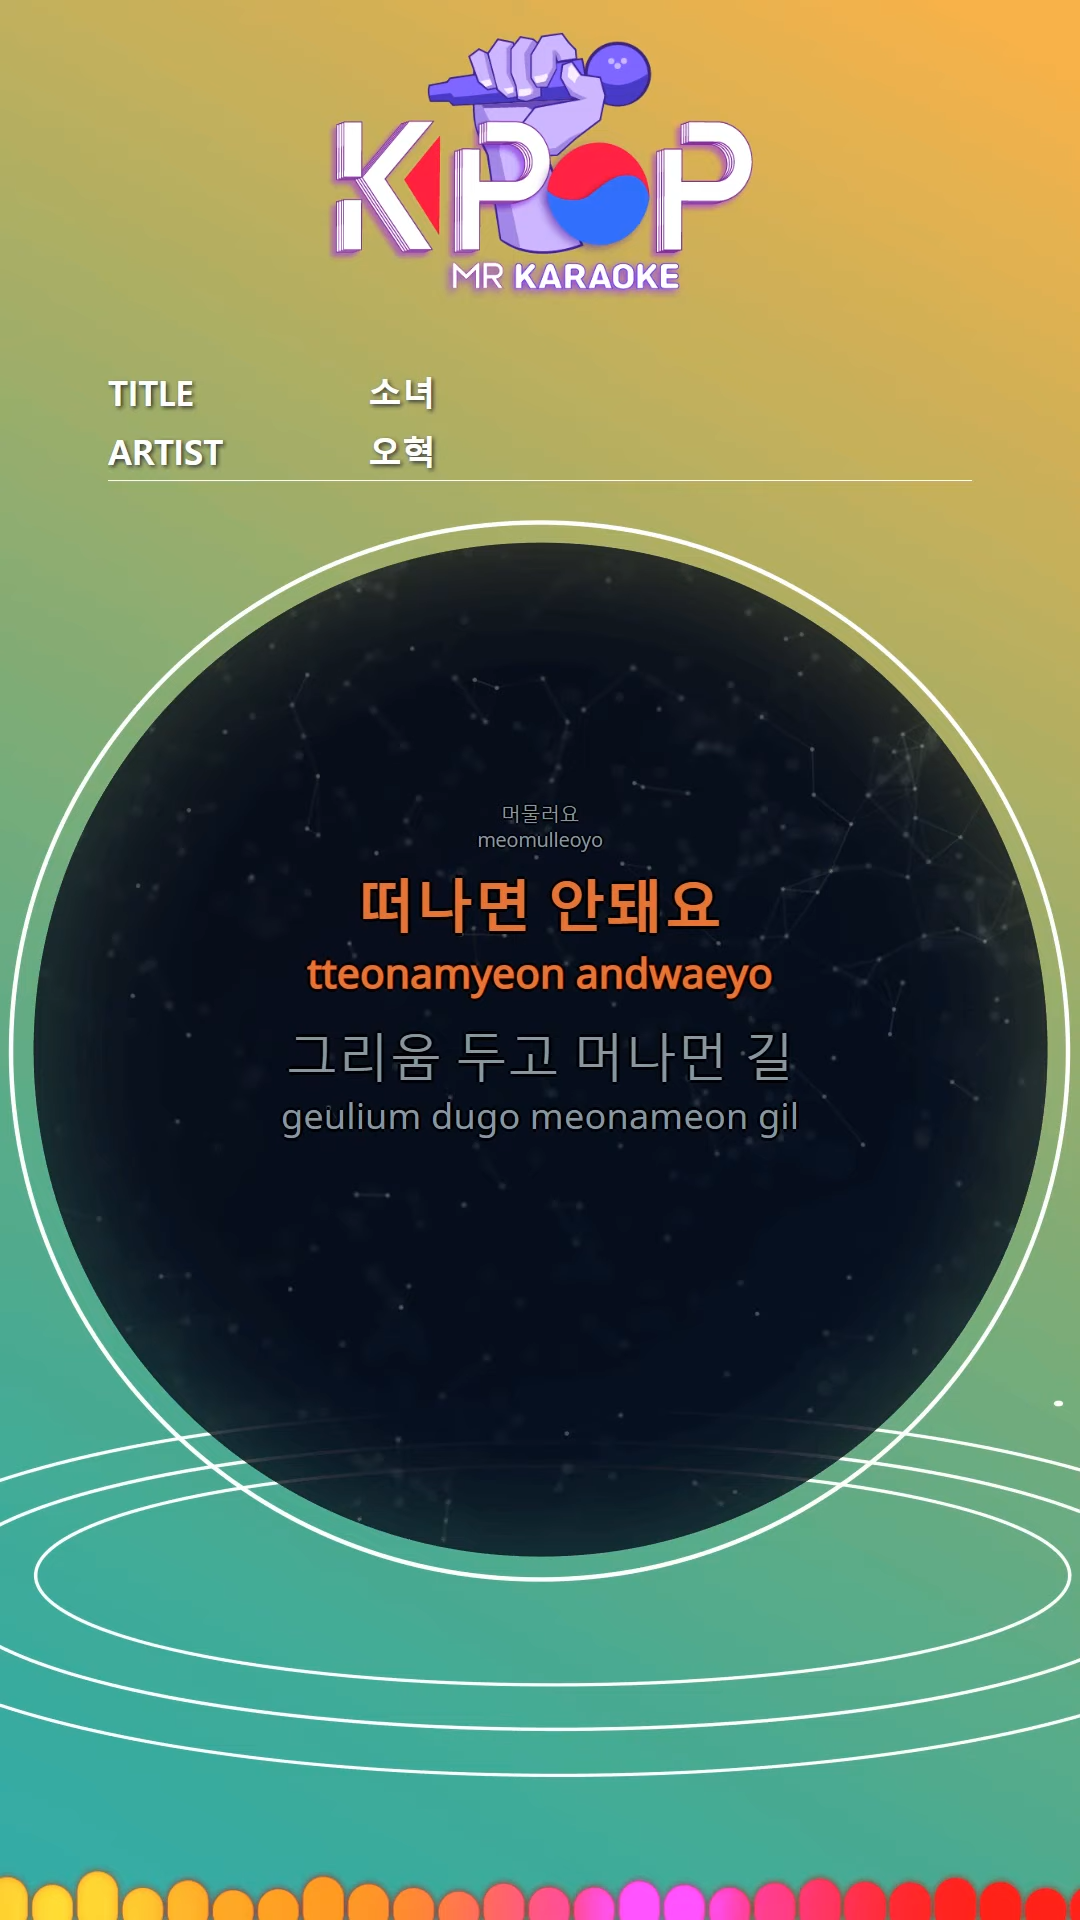 KPOP
MR KARAOKE
TITLE 소녀
ARTIST 오혁
머물러요
meomulleoyo
떠나면 안돼요
tteonamyeon andwaeyo
그리움 두고 머나먼 길
geulium dugo meonameon gil